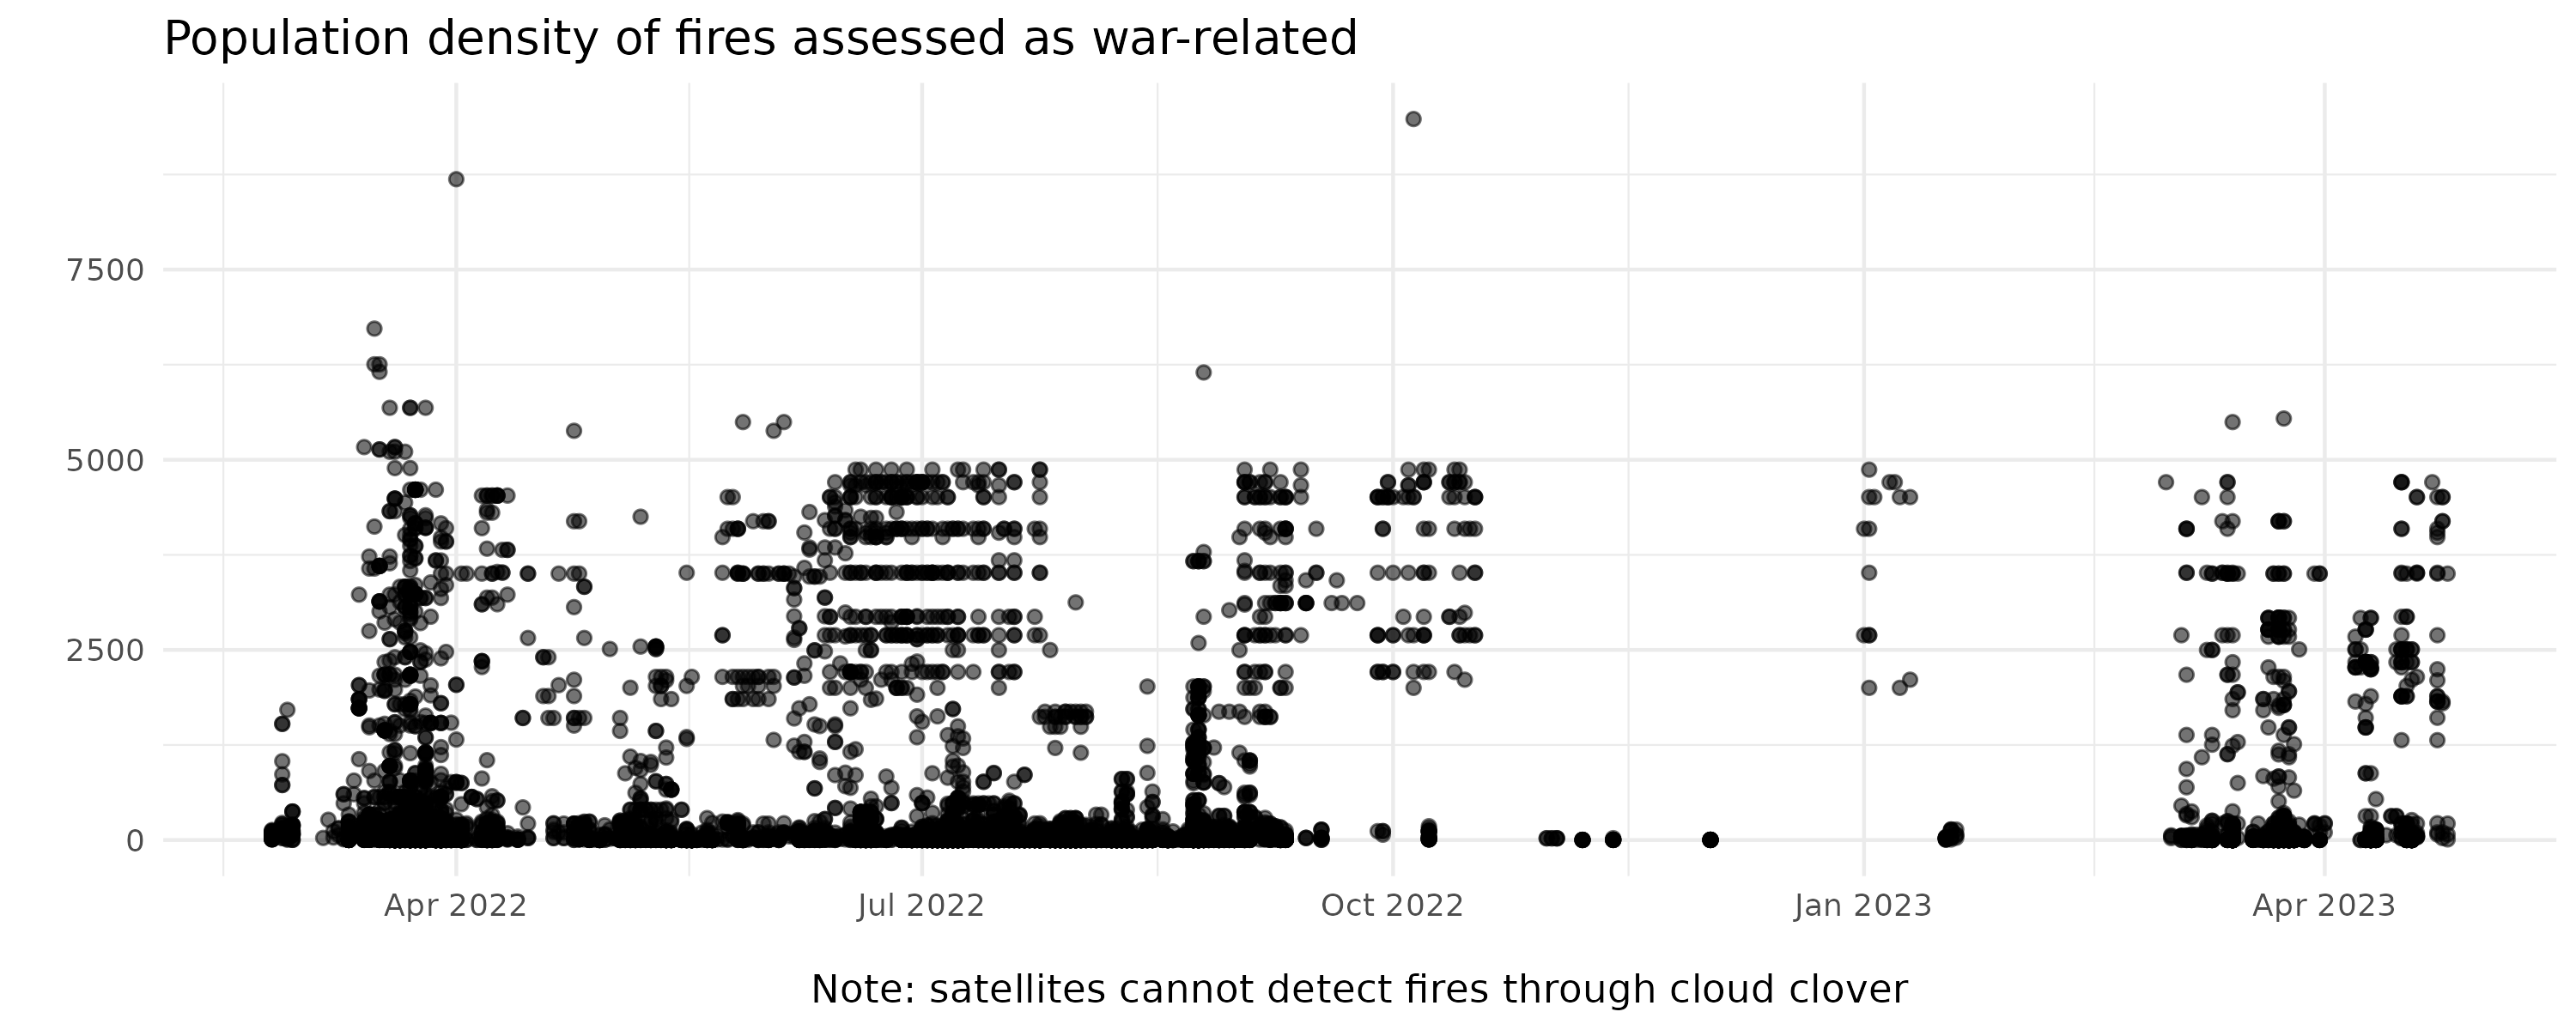 Population density of fires assessed as war-related
7500
5000
2500
0
Apr 2022
Jul 2022
Oct 2022
Jan 2023
Apr 2023
Note: satellites cannot detect fires through cloud clover